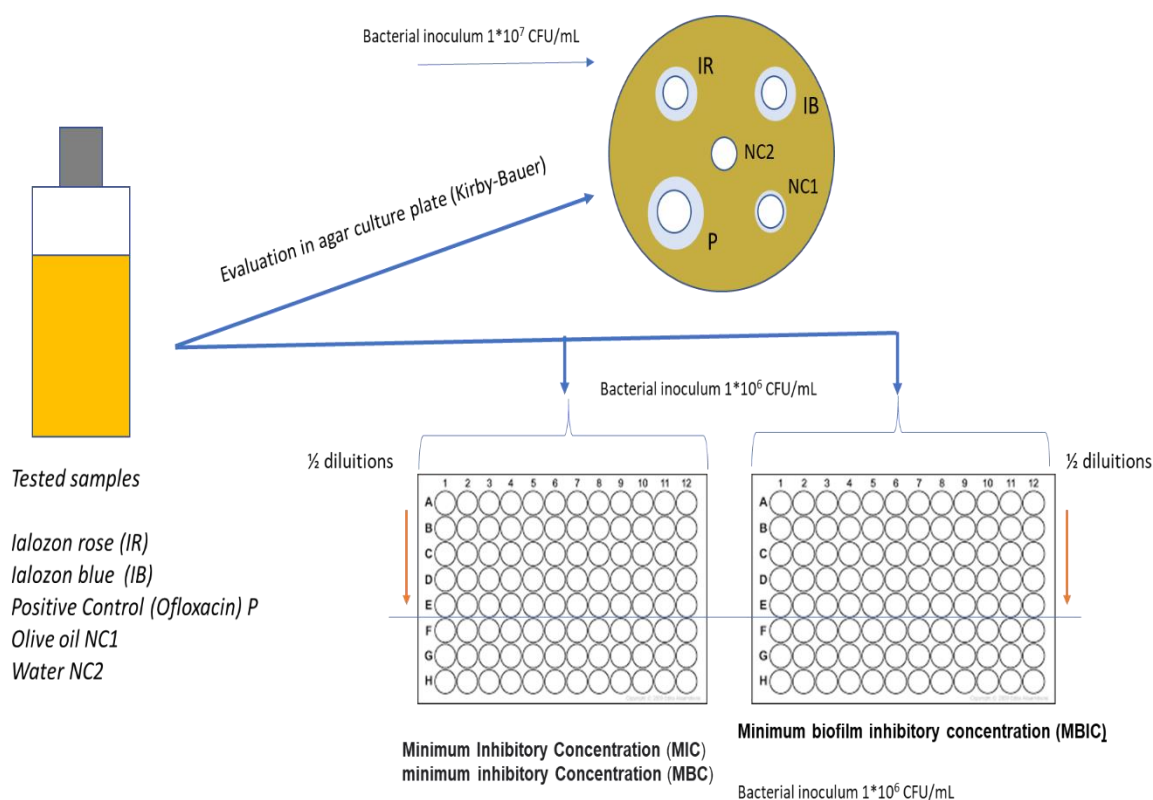 Bacterial inoculum 1*10⁷ CFU/mL
IR
IB
NC2
NC1
P
Evaluation in agar culture plate (Kirby-Bauer)
Bacterial inoculum 1*10⁶ CFU/mL
½ diluitions
½ diluitions
1 2 3 4 5 6 7 8 9 10 11 12
A
B
C
D
E
F
G
H
1 2 3 4 5 6 7 8 9 10 11 12
A
B
C
D
E
F
G
H
Tested samples
Ialozon rose (IR)
Ialozon blue (IB)
Positive Control (Ofloxacin) P
Olive oil NC1
Water NC2
Minimum Inhibitory Concentration (MIC)
minimum inhibitory Concentration (MBC)
Minimum biofilm inhibitory concentration (MBIC)
Bacterial inoculum 1*10⁶ CFU/mL